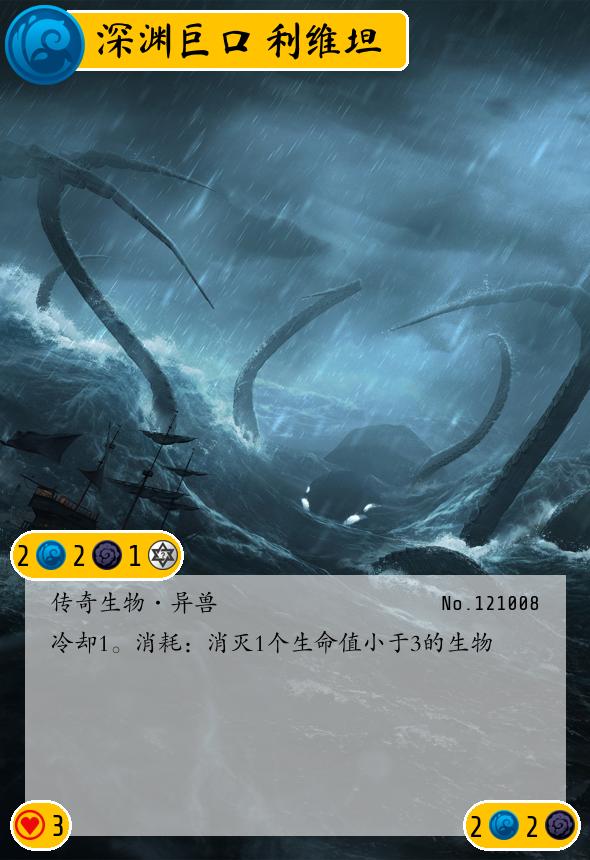 深渊巨口 利维坦
2 2 1
传奇生物·异兽 No.121008
冷却1。消耗：消灭1个生命值小于3的生物
3
2 2